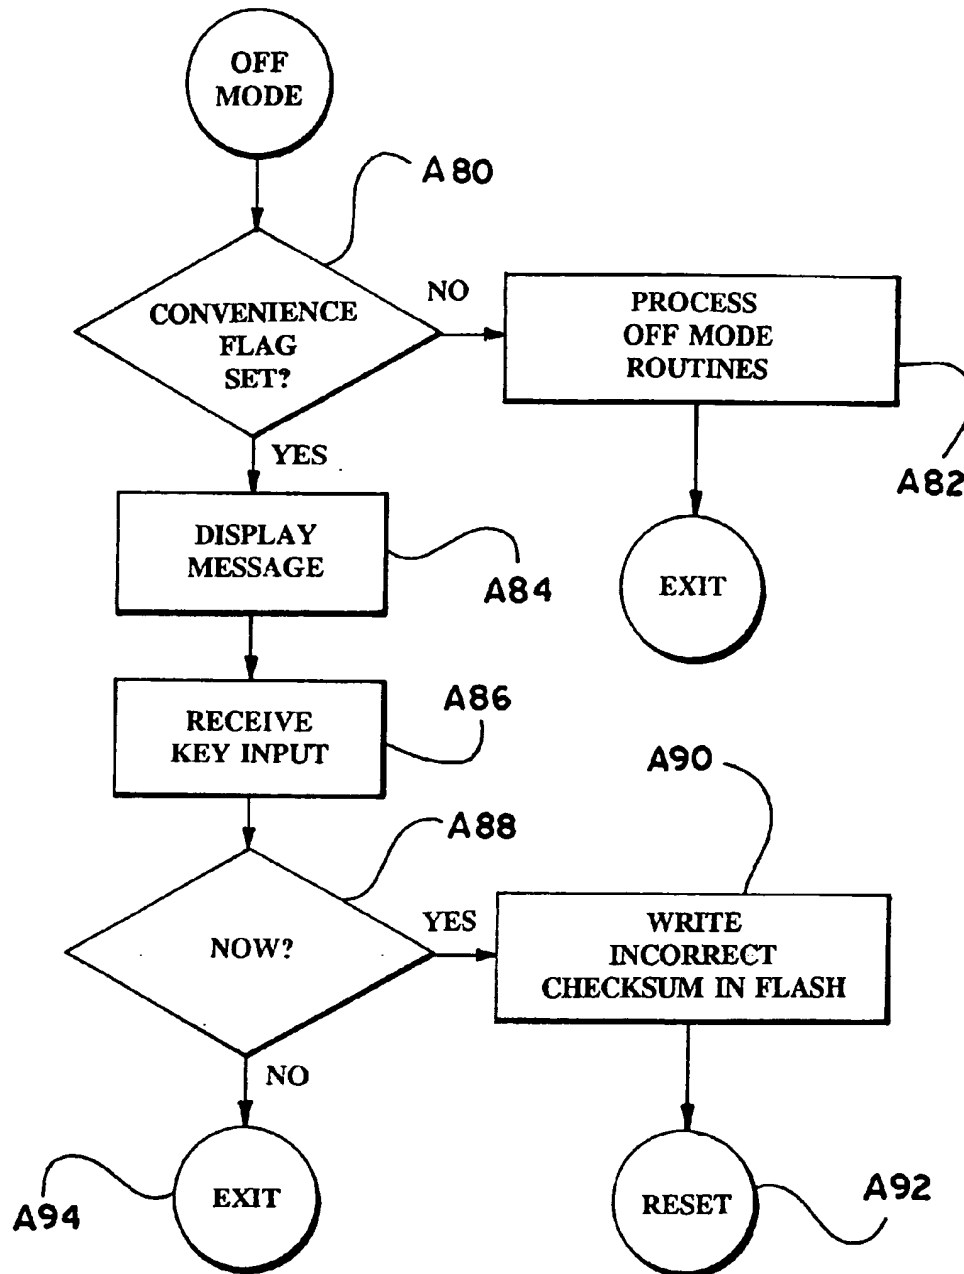 OFF
MODE
A80
CONVENIENCE
FLAG
SET?
NO
PROCESS
OFF MODE
ROUTINES
A82
YES
EXIT
DISPLAY
MESSAGE
A84
RECEIVE
KEY INPUT
A86
A88
A90
NOW?
YES
WRITE
INCORRECT
CHECKSUM IN FLASH
NO
EXIT
A94
RESET
A92